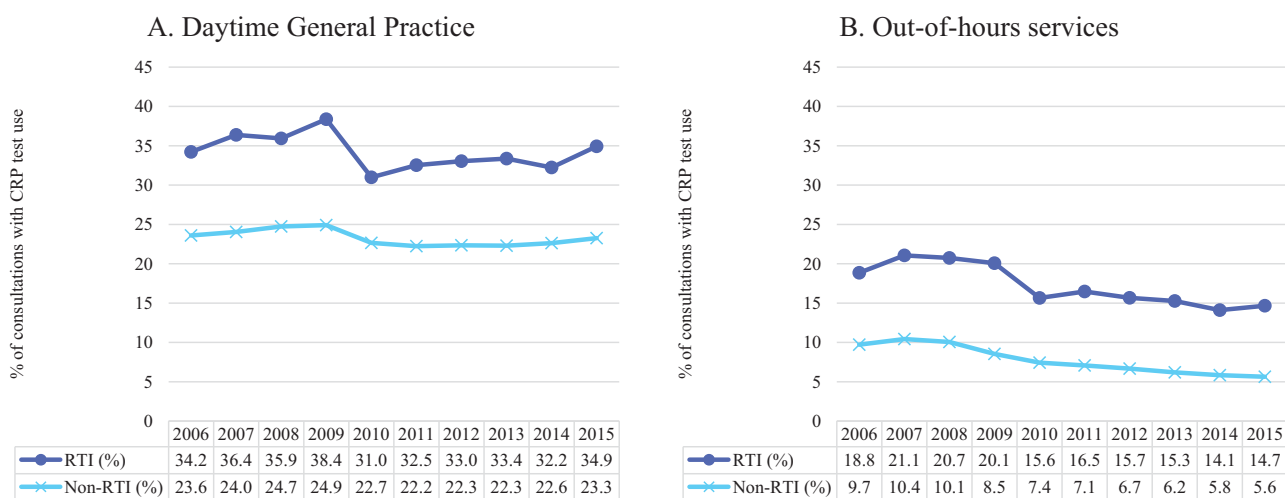 A. Daytime General Practice
% of consultations with CRP test use
45
40
35
30
25
20
15
10
5
0
2006 2007 2008 2009 2010 2011 2012 2013 2014 2015
RTI (%) 34.2 36.4 35.9 38.4 31.0 32.5 33.0 33.4 32.2 34.9
Non-RTI (%) 23.6 24.0 24.7 24.9 22.7 22.2 22.3 22.3 22.6 23.3
B. Out-of-hours services
% of consultations with CRP test use
45
40
35
30
25
20
15
10
5
0
2006 2007 2008 2009 2010 2011 2012 2013 2014 2015
RTI (%) 18.8 21.1 20.7 20.1 15.6 16.5 15.7 15.3 14.1 14.7
Non-RTI (%) 9.7 10.4 10.1 8.5 7.4 7.1 6.7 6.2 5.8 5.6